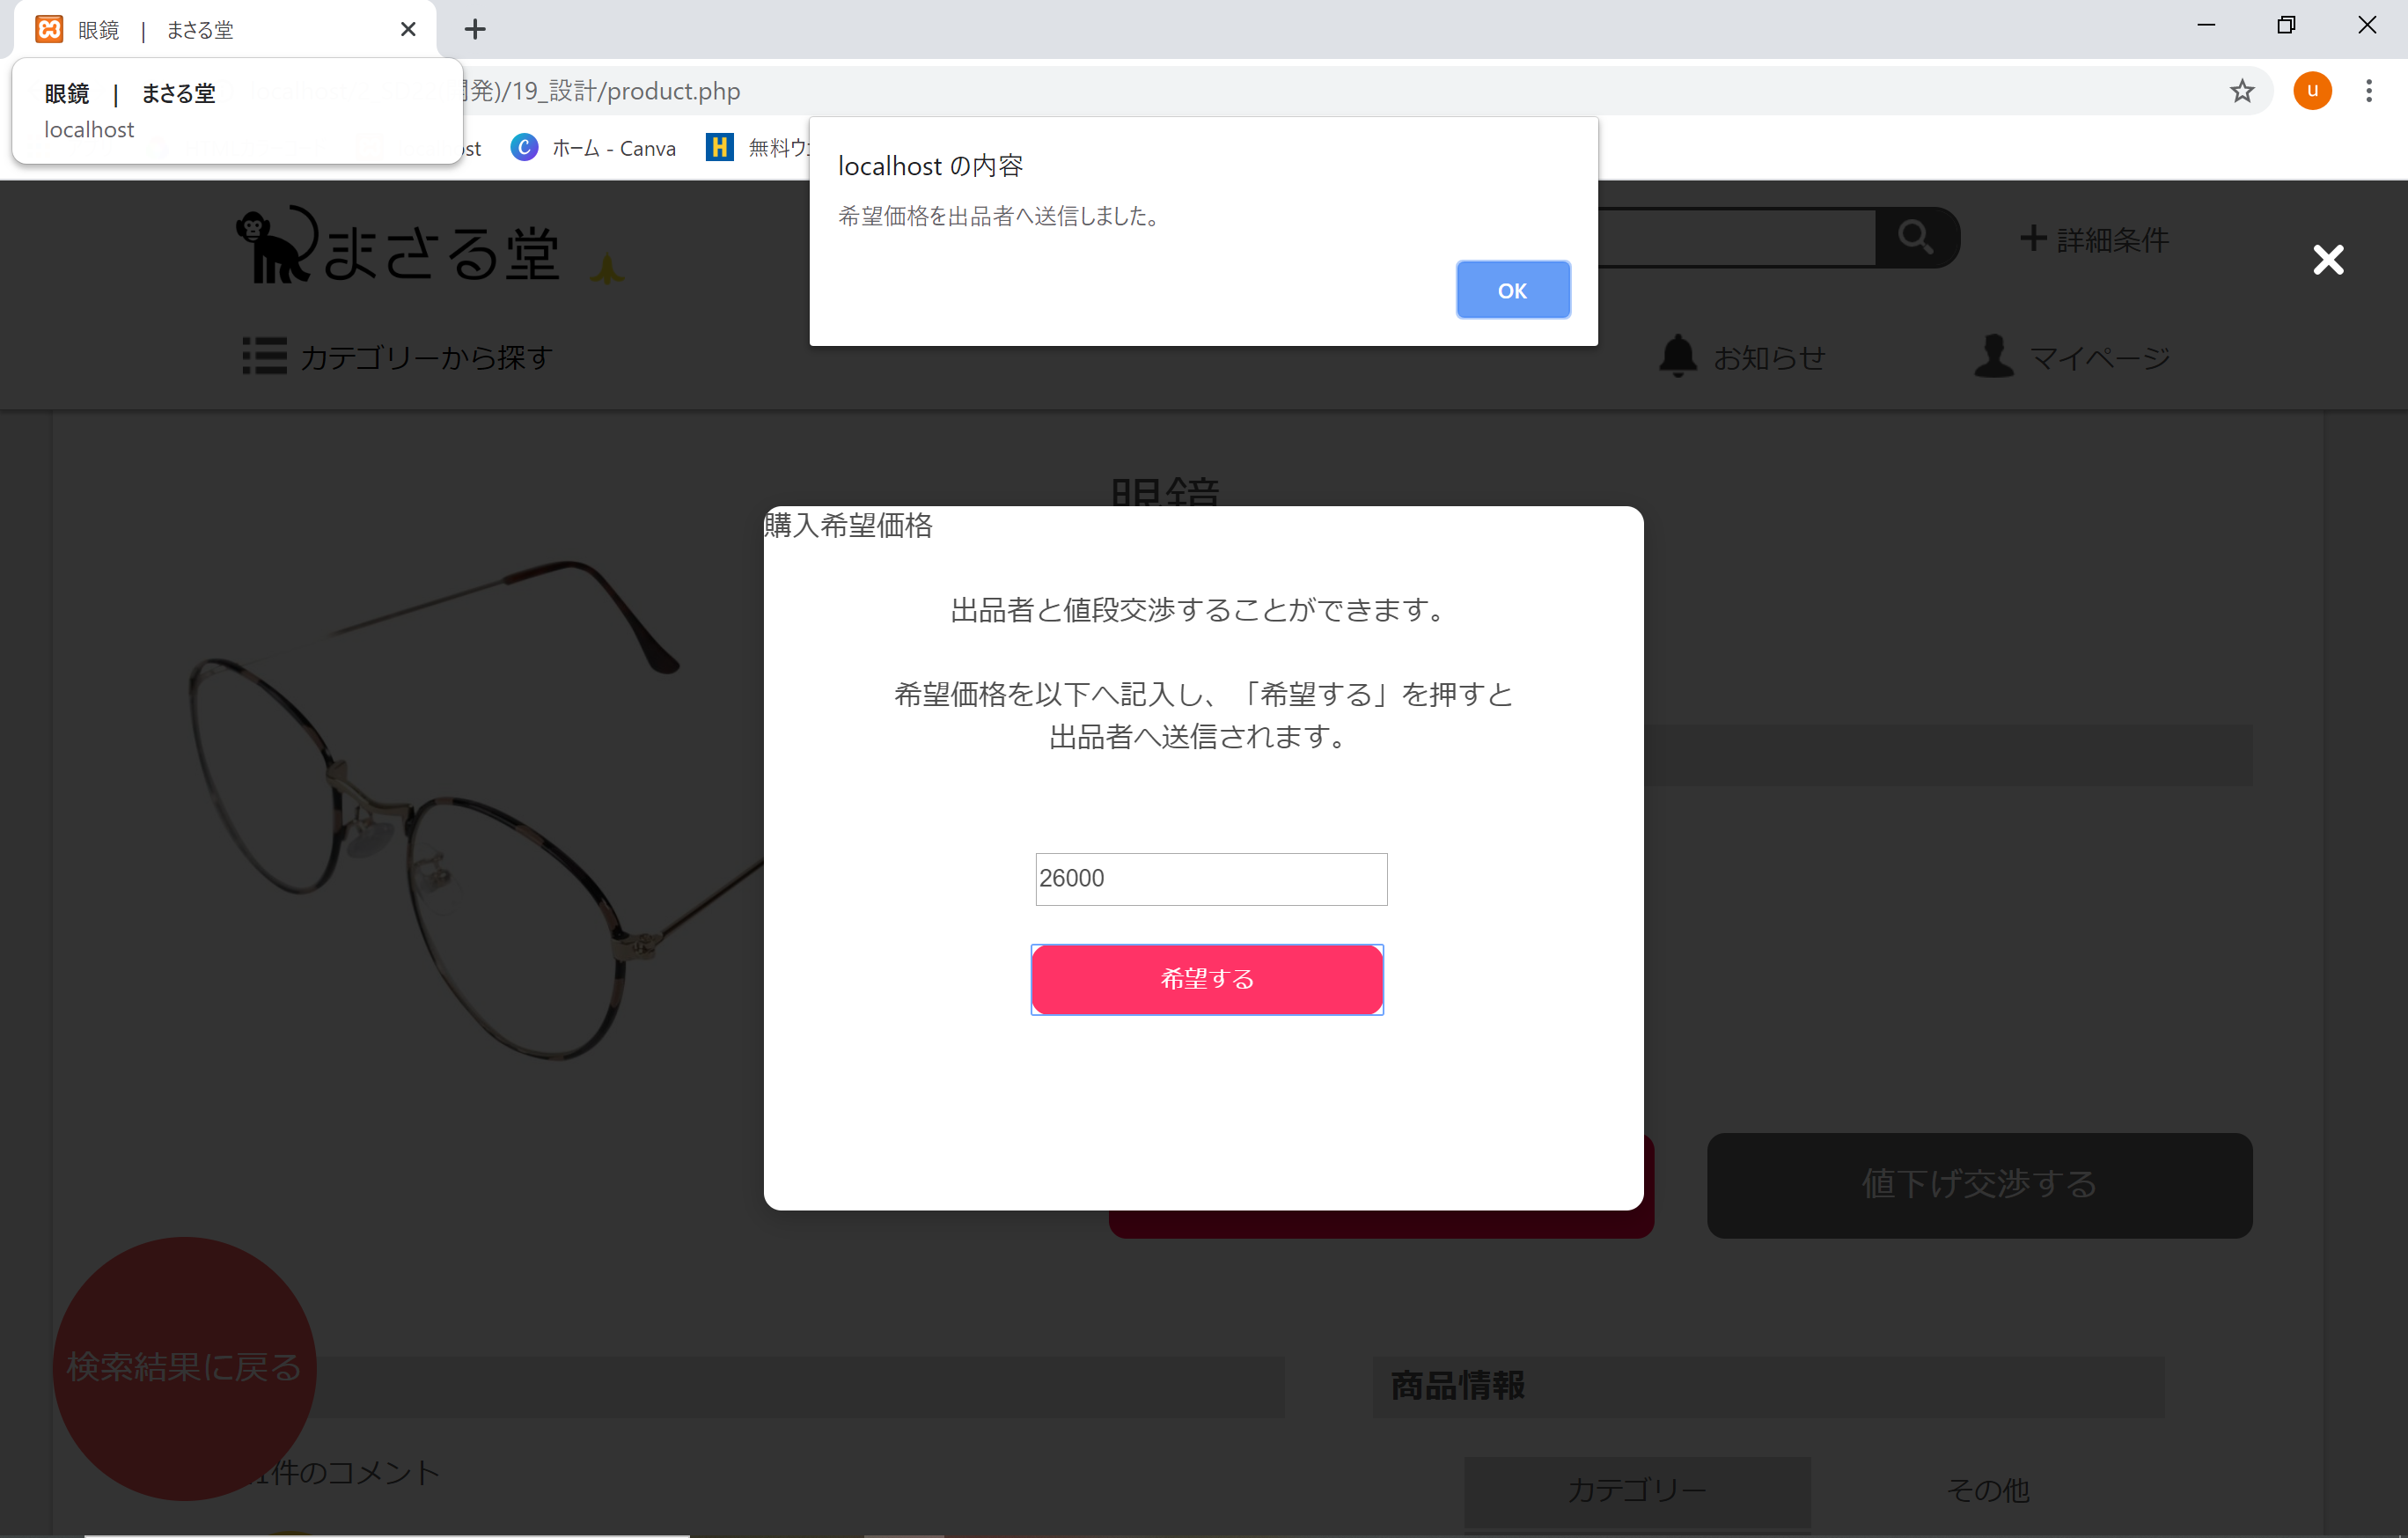 眼鏡 | まさる堂
眼鏡 | まさる堂
localhost
発)/19_設計/product.php
u
ホーム - Canva
H
localhost の内容
希望価格を出品者へ送信しました。
OK
まさる堂
詳細条件
カテゴリーから探す
お知らせ
マイページ
眼鏡
購入希望価格
出品者と値段交渉することができます。
希望価格を以下へ記入し、「希望する」を押すと
出品者へ送信されます。
26000
希望する
値下げ交渉する
検索結果に戻る
商品情報
件のコメント
カテゴリー
その他